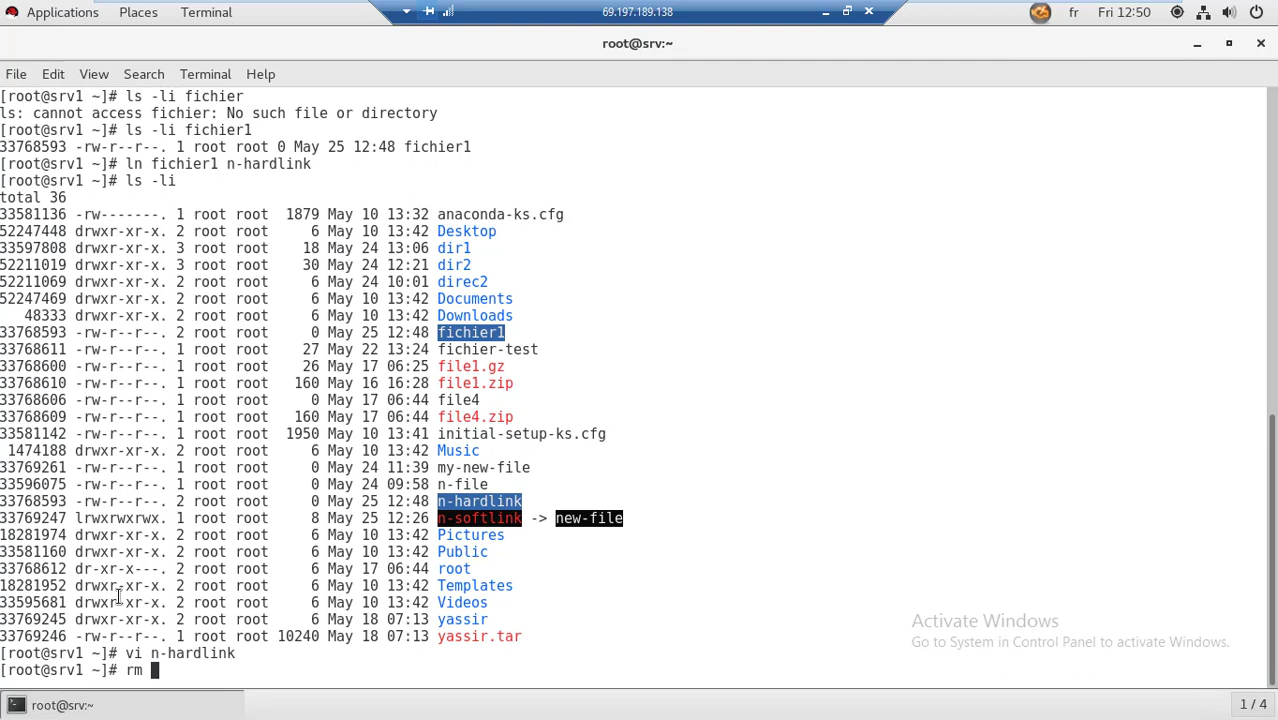 Applications Places Terminal 69.197.189.138 fr Fri 12:50
root@srv:~
File Edit View Search Terminal Help
[root@srv1 ~]# ls -li fichier
ls: cannot access fichier: No such file or directory
[root@srv1 ~]# ls -li fichier1
33768593 -rw-r--r--. 1 root root 0 May 25 12:48 fichier1
[root@srv1 ~]# ln fichier1 n-hardlink
[root@srv1 ~]# ls -li
total 36
33581136 -rw-------. 1 root root  1879 May 10 13:32 anaconda-ks.cfg
52247448 drwxr-xr-x. 2 root root     6 May 10 13:42 Desktop
33597808 drwxr-xr-x. 3 root root    18 May 24 13:06 dir1
52211019 drwxr-xr-x. 3 root root    30 May 24 12:21 dir2
52211069 drwxr-xr-x. 2 root root     6 May 24 10:01 direc2
52247469 drwxr-xr-x. 2 root root     6 May 10 13:42 Documents
   48333 drwxr-xr-x. 2 root root     6 May 10 13:42 Downloads
33768593 -rw-r--r--. 2 root root     0 May 25 12:48 fichier1
33768611 -rw-r--r--. 1 root root    27 May 22 13:24 fichier-test
33768600 -rw-r--r--. 1 root root    26 May 17 06:25 file1.gz
33768610 -rw-r--r--. 1 root root   160 May 16 16:28 file1.zip
33768606 -rw-r--r--. 1 root root     0 May 17 06:44 file4
33768609 -rw-r--r--. 1 root root   160 May 17 06:44 file4.zip
33581142 -rw-r--r--. 1 root root  1950 May 10 13:41 initial-setup-ks.cfg
 1474188 drwxr-xr-x. 2 root root     6 May 10 13:42 Music
33769261 -rw-r--r--. 1 root root     0 May 24 11:39 my-new-file
33596075 -rw-r--r--. 1 root root     0 May 24 09:58 n-file
33768593 -rw-r--r--. 2 root root     0 May 25 12:48 n-hardlink
33769247 lrwxrwxrwx. 1 root root     8 May 25 12:26 n-softlink -> new-file
18281974 drwxr-xr-x. 2 root root     6 May 10 13:42 Pictures
33581160 drwxr-xr-x. 2 root root     6 May 10 13:42 Public
33768612 dr-xr-x---. 2 root root     6 May 17 06:44 root
18281952 drwxr-xr-x. 2 root root     6 May 10 13:42 Templates
33595681 drwxr-xr-x. 2 root root     6 May 10 13:42 Videos
33769245 drwxr-xr-x. 2 root root     6 May 18 07:13 yassir
33769246 -rw-r--r--. 1 root root 10240 May 18 07:13 yassir.tar
[root@srv1 ~]# vi n-hardlink
[root@srv1 ~]# rm
Activate Windows
Go to System in Control Panel to activate Windows.
root@srv:~ 1 / 4